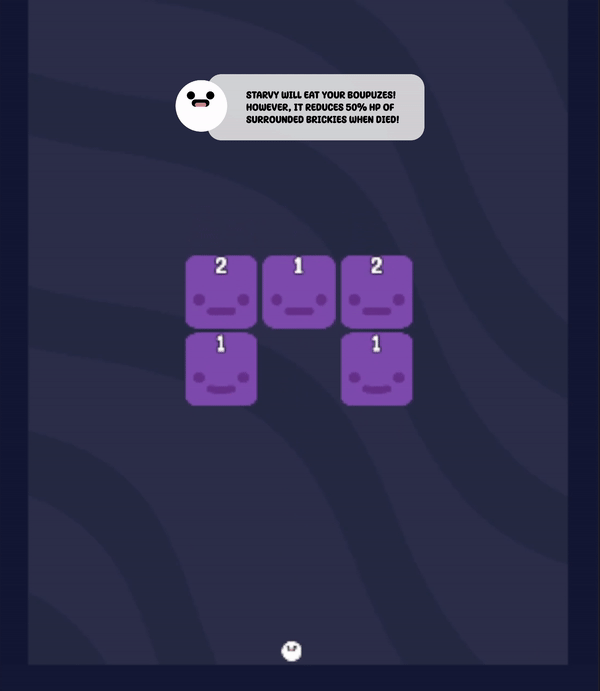 STARVY WILL EAT YOUR BOUPUZES!
HOWEVER, IT REDUCES 50% HP OF
SURROUNDED BRICKIES WHEN DIED!
2 1 2
1 1